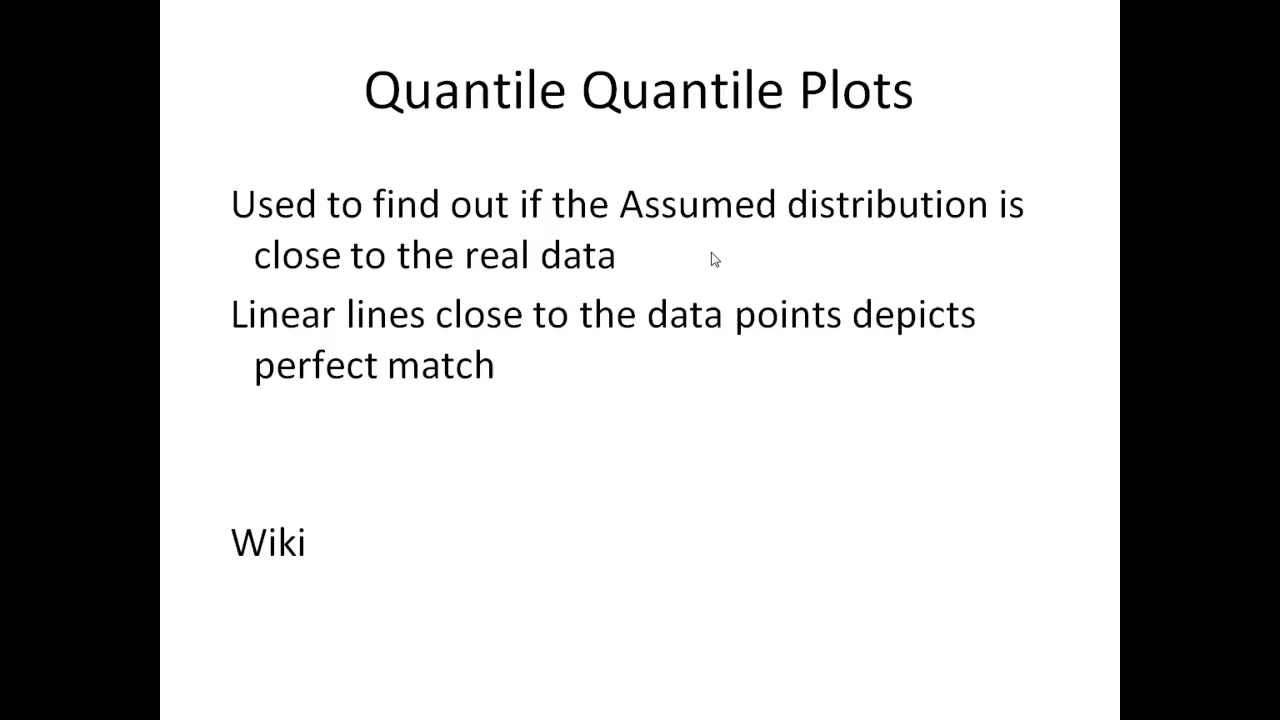 Quantile Quantile Plots
Used to find out if the Assumed distribution is
close to the real data
Linear lines close to the data points depicts
perfect match
Wiki